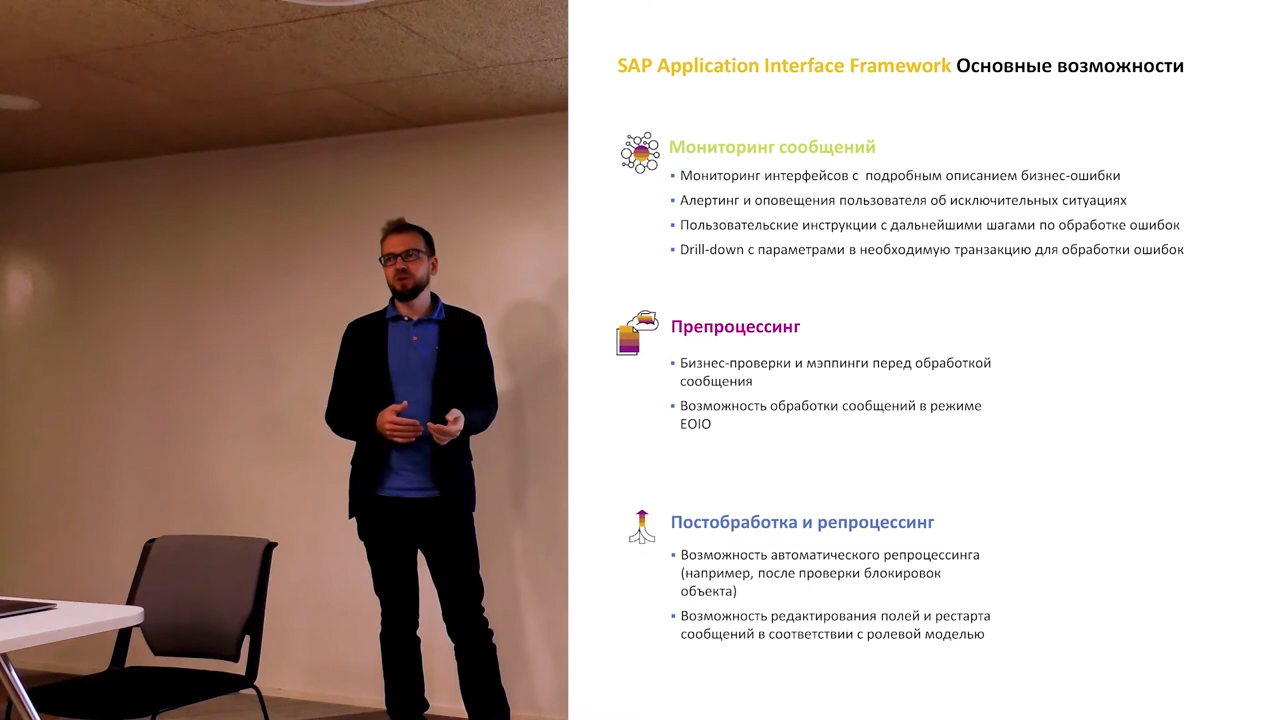 SAP Application Interface Framework Основные возможности
Мониторинг сообщений
▪ Мониторинг интерфейсов с подробным описанием бизнес-ошибки
▪ Алертинг и оповещения пользователя об исключительных ситуациях
▪ Пользовательские инструкции с дальнейшими шагами по обработке ошибок
▪ Drill-down с параметрами в необходимую транзакцию для обработки ошибок
Препроцессинг
▪ Бизнес-проверки и мэппинги перед обработкой
сообщения
▪ Возможность обработки сообщений в режиме
EOIO
Постобработка и репроцессинг
▪ Возможность автоматического репроцессинга
(например, после проверки блокировок
объекта)
▪ Возможность редактирования полей и рестарта
сообщений в соответствии с ролевой моделью